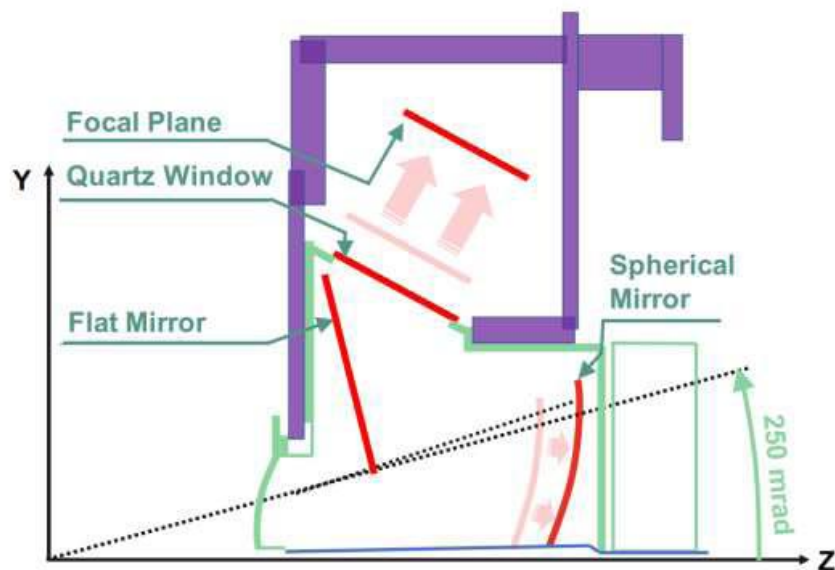 Focal Plane
Y
Quartz Window
Spherical
Mirror
Flat Mirror
250 mrad
Z